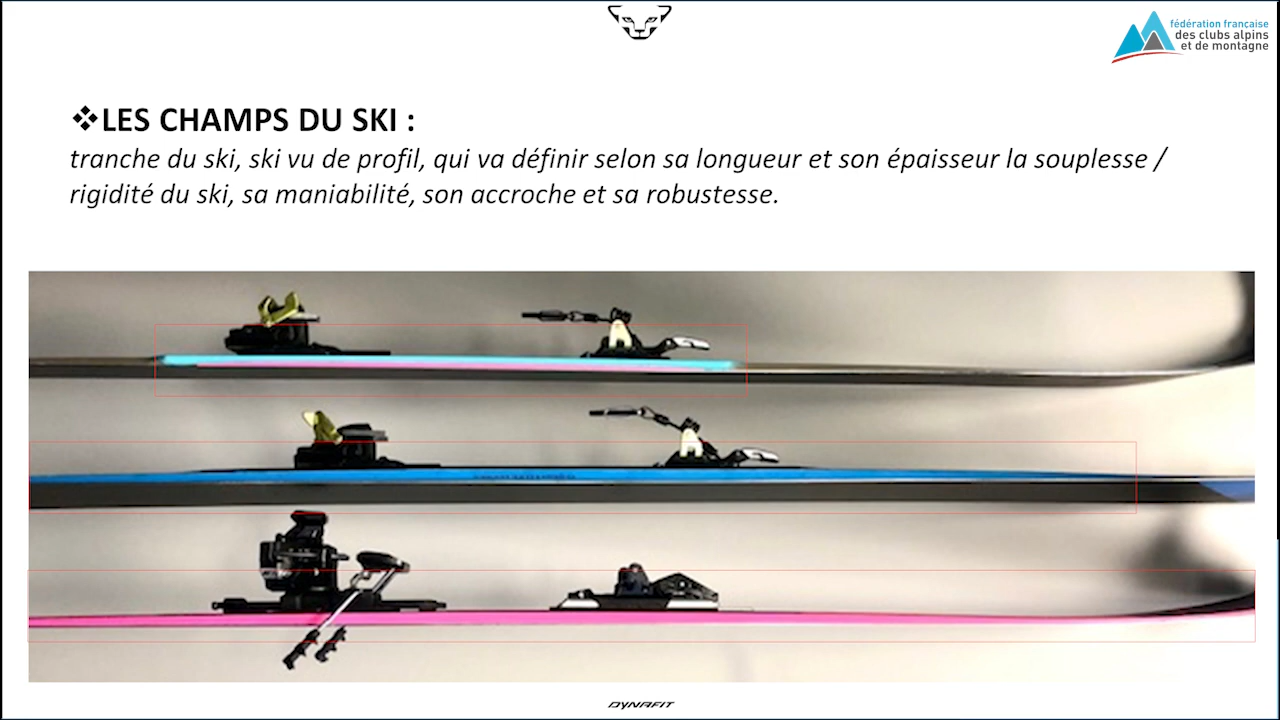 fédération française
des clubs alpins
et de montagne
❖LES CHAMPS DU SKI :
tranche du ski, ski vu de profil, qui va définir selon sa longueur et son épaisseur la souplesse /
rigidité du ski, sa maniabilité, son accroche et sa robustesse.
DYNAFIT